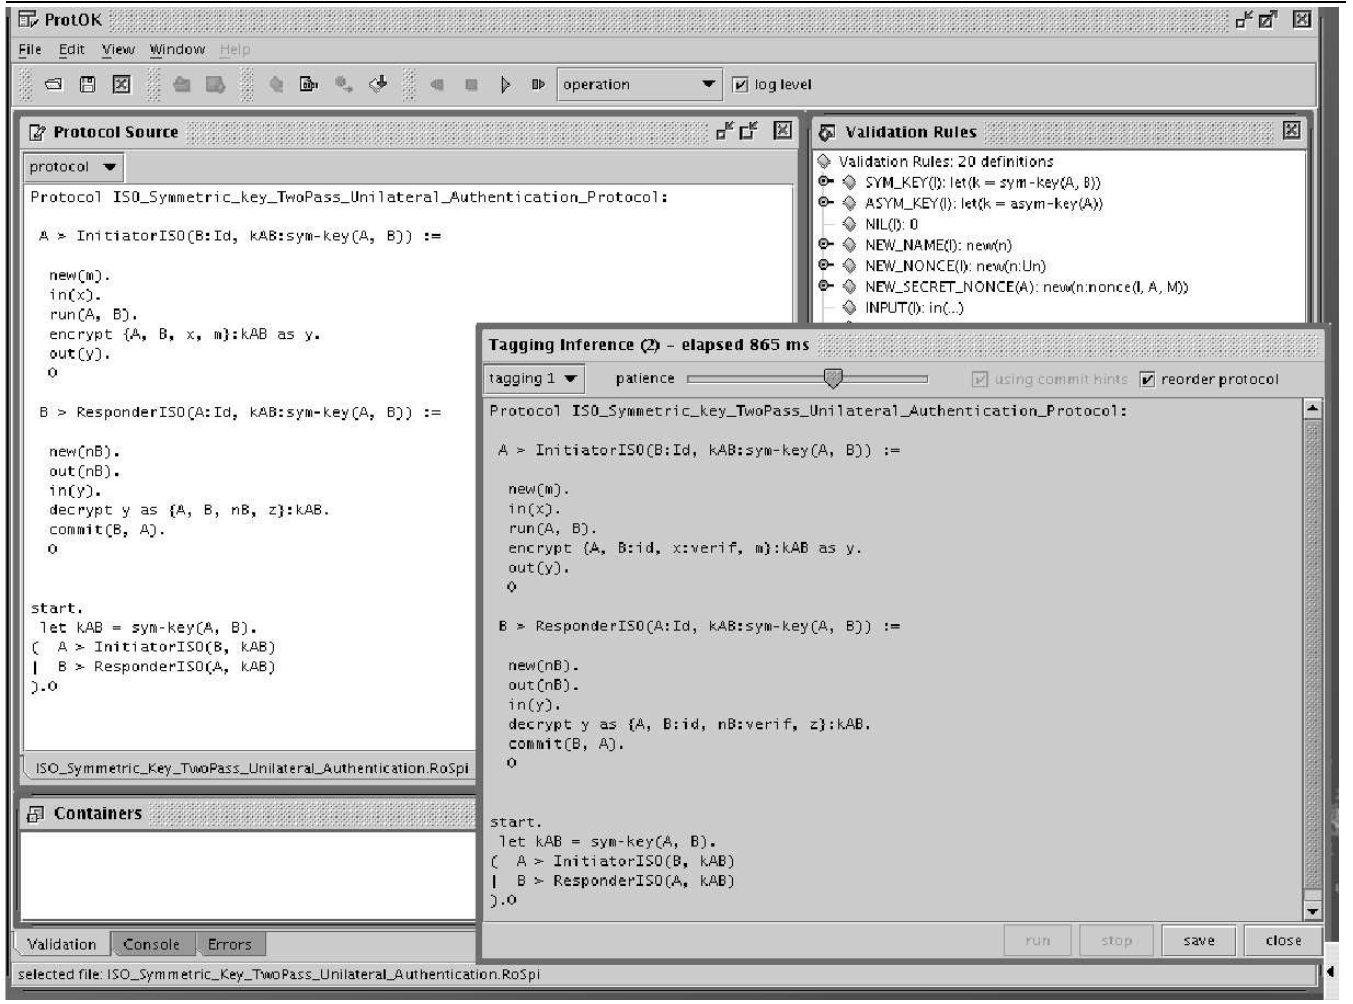 ProtOK
File Edit View Window Help
operation log level
Protocol Source
protocol
Protocol ISO_Symmetric_key_TwoPass_Unilateral_Authentication_Protocol:
A > InitiatorISO(B:Id, kAB:sym-key(A, B)) :=
new(m).
in(x).
run(A, B).
encrypt {A, B, x, m}:kAB as y.
out(y).
0
B > ResponderISO(A:Id, kAB:sym-key(A, B)) :=
new(nB).
out(nB).
in(y).
decrypt y as {A, B, nB, z}:kAB.
commit(B, A).
0
start.
let kAB = sym-key(A, B).
( A > InitiatorISO(B, kAB)
| B > ResponderISO(A, kAB)
).0
ISO_Symmetric_Key_TwoPass_Unilateral_Authentication.RoSpi
Validation Rules
Validation Rules: 20 definitions
SYM_KEY(I): let(k = sym-key(A, B))
ASYM_KEY(I): let(k = asym-key(A))
NIL(I): 0
NEW_NAME(I): new(n)
NEW_NONCE(I): new(n:Un)
NEW_SECRET_NONCE(A): new(n:nonce(I, A, M))
INPUT(I): in(...)
Tagging Inference (2) - elapsed 865 ms
tagging 1 patience using commit hints reorder protocol
Protocol ISO_Symmetric_key_TwoPass_Unilateral_Authentication_Protocol:
A > InitiatorISO(B:Id, kAB:sym-key(A, B)) :=
new(m).
in(x).
run(A, B).
encrypt {A, B:id, x:verif, m}:kAB as y.
out(y).
0
B > ResponderISO(A:Id, kAB:sym-key(A, B)) :=
new(nB).
out(nB).
in(y).
decrypt y as {A, B:id, nB:verif, z}:kAB.
commit(B, A).
0
start.
let kAB = sym-key(A, B).
( A > InitiatorISO(B, kAB)
| B > ResponderISO(A, kAB)
).0
run stop save close
Containers
Validation Console Errors
selected file: ISO_Symmetric_Key_TwoPass_Unilateral_Authentication.RoSpi